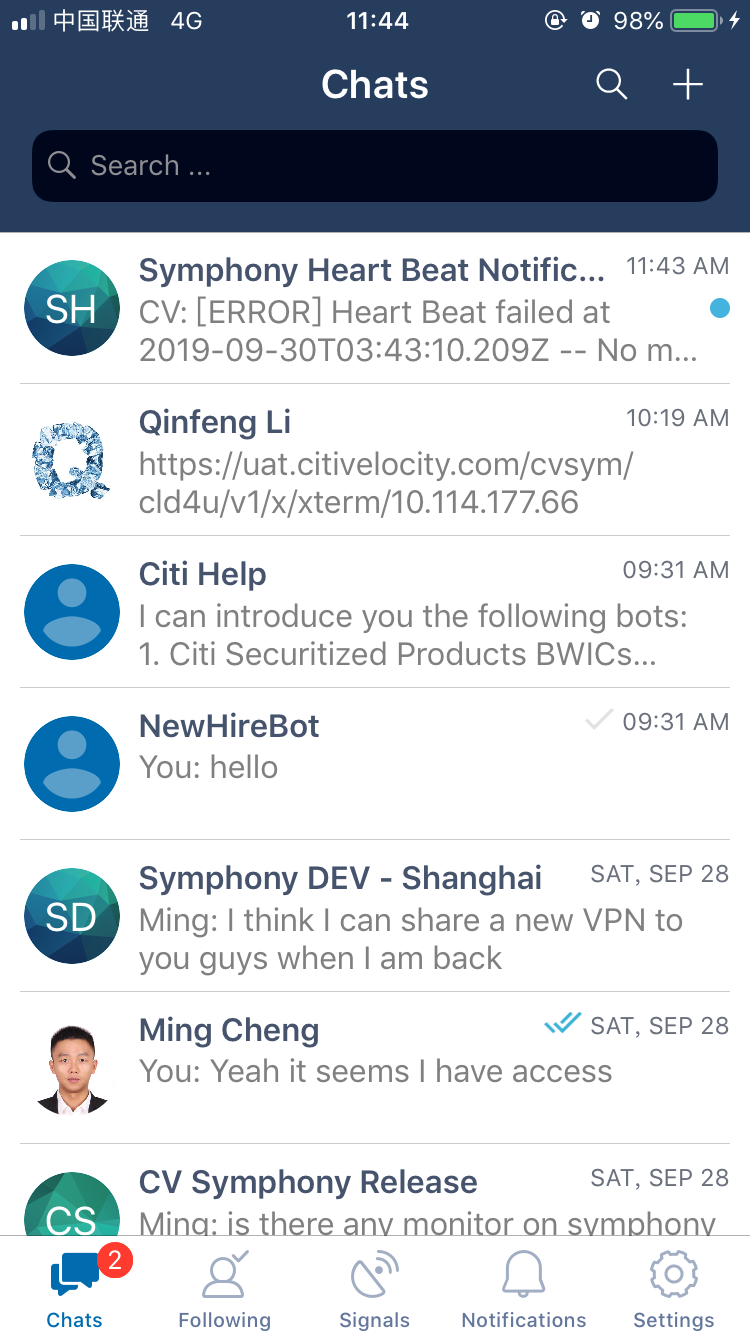 中国联通 4G 11:44 98%
Chats
Search ...
Symphony Heart Beat Notific... 11:43 AM
SH
CV: [ERROR] Heart Beat failed at
2019-09-30T03:43:10.209Z -- No m...
Qinfeng Li 10:19 AM
Q
https://uat.citivelocity.com/cvsym/
cld4u/v1/x/xterm/10.114.177.66
Citi Help 09:31 AM
I can introduce you the following bots:
1. Citi Securitized Products BWICs...
NewHireBot 09:31 AM
You: hello
Symphony DEV - Shanghai SAT, SEP 28
SD
Ming: I think I can share a new VPN to
you guys when I am back
Ming Cheng SAT, SEP 28
You: Yeah it seems I have access
CV Symphony Release SAT, SEP 28
CS
Ming: is there any monitor on symphony
2
Chats Following Signals Notifications Settings